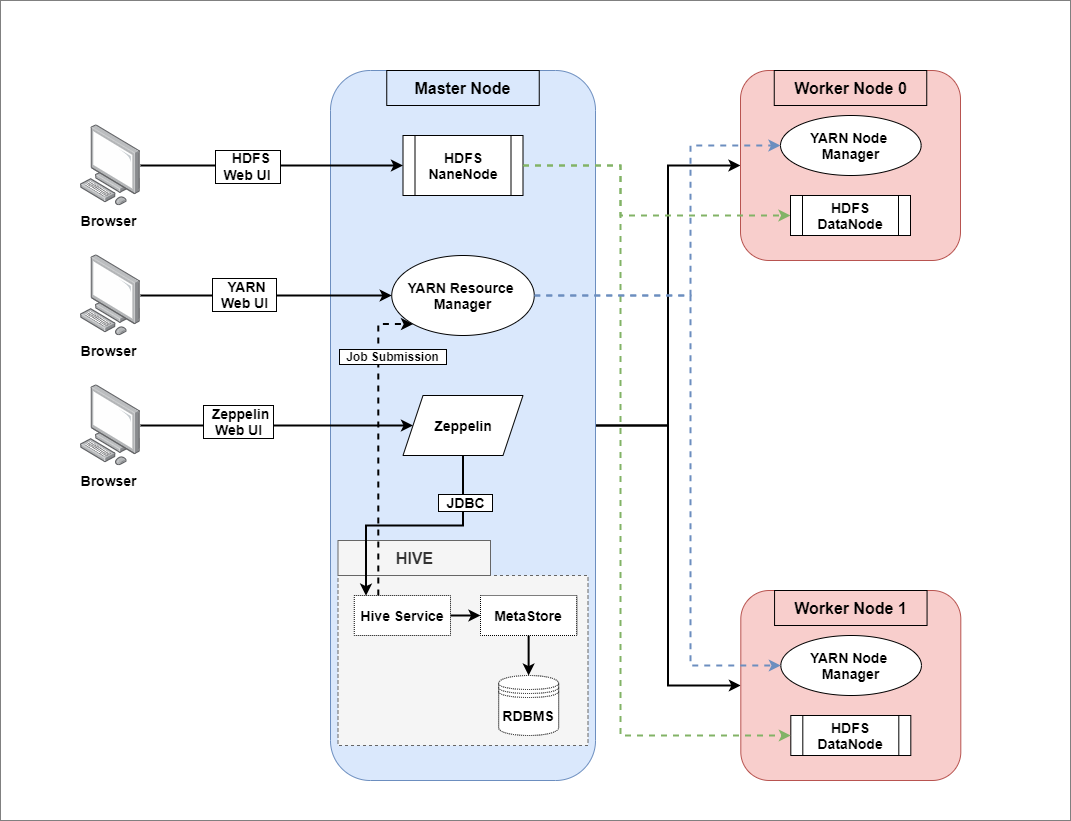 Master Node
Worker Node 0
HDFS
Web UI
HDFS
NaneNode
YARN Node
Manager
Browser
HDFS
DataNode
YARN
Web UI
YARN Resource
Manager
Browser
Job Submission
Zeppelin
Web UI
Zeppelin
Browser
JDBC
HIVE
Hive Service
MetaStore
RDBMS
Worker Node 1
YARN Node
Manager
HDFS
DataNode